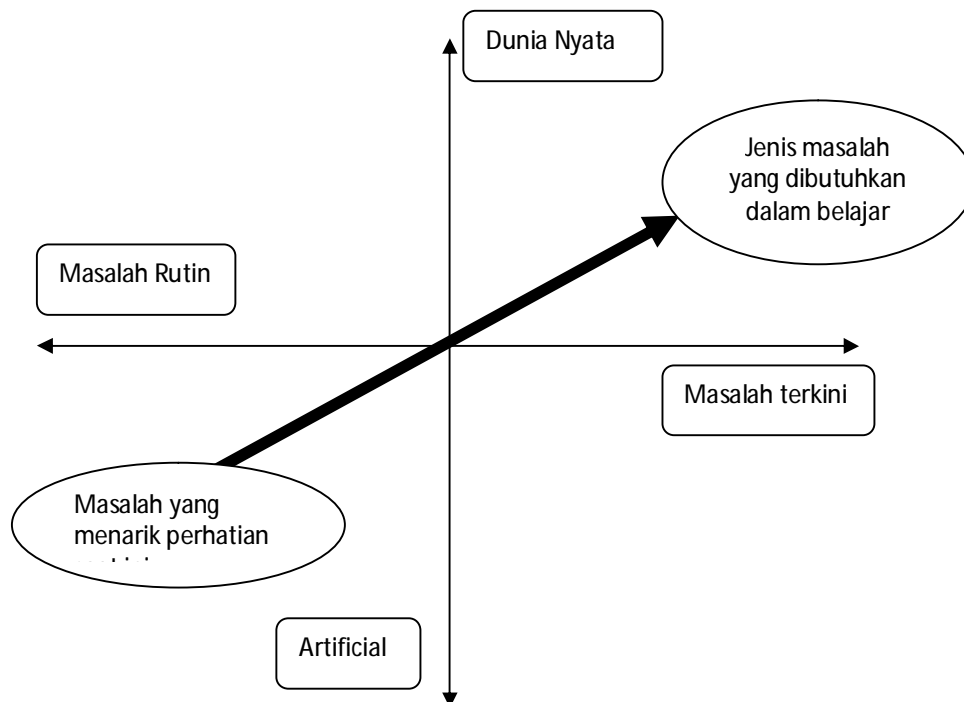 Dunia Nyata
Jenis masalah
yang dibutuhkan
dalam belajar
Masalah Rutin
Masalah terkini
Masalah yang
menarik perhatian
Artificial